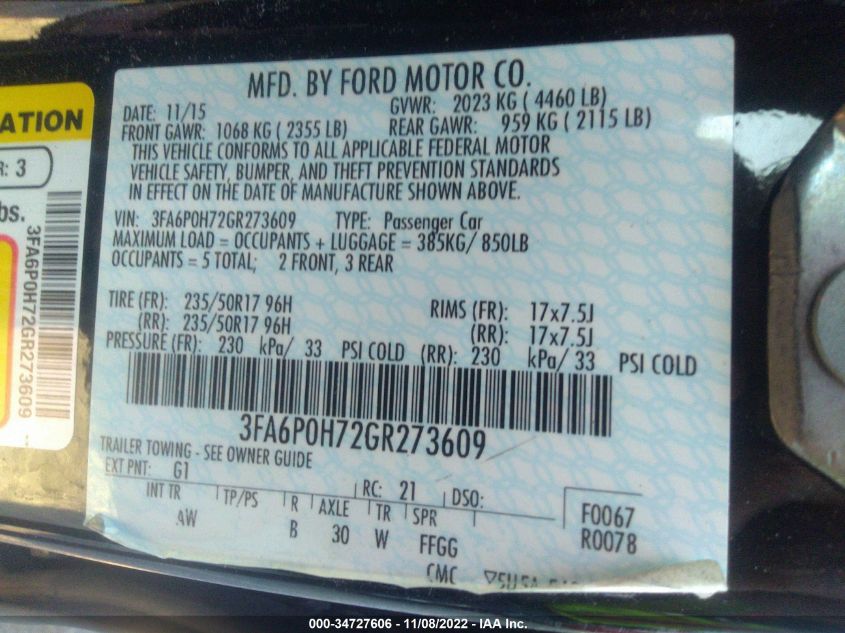 MFD. BY FORD MOTOR CO.
DATE: 11/15 GVWR: 2023 KG ( 4460 LB)
FRONT GAWR: 1068 KG ( 2355 LB) REAR GAWR: 959 KG ( 2115 LB)
THIS VEHICLE CONFORMS TO ALL APPLICABLE FEDERAL MOTOR
VEHICLE SAFETY, BUMPER, AND THEFT PREVENTION STANDARDS
IN EFFECT ON THE DATE OF MANUFACTURE SHOWN ABOVE.
VIN: 3FA6P0H72GR273609 TYPE: Passenger Car
MAXIMUM LOAD = OCCUPANTS + LUGGAGE = 385KG/ 850LB
OCCUPANTS = 5 TOTAL; 2 FRONT, 3 REAR
TIRE (FR): 235/50R17 96H RIMS (FR): 17x7.5J
(RR): 235/50R17 96H (RR): 17x7.5J
PRESSURE (FR): 230 kPa/ 33 PSI COLD (RR): 230 kPa/ 33 PSI COLD
3FA6P0H72GR273609
TRAILER TOWING - SEE OWNER GUIDE
EXT PNT: G1 RC: 21 DSO:
INT TR TP/PS R AXLE TR SPR F0067
AW B 30 W FFGG R0078
CMC
ATION
R: 3
bs.
3FA6P0H72GR273609
000-34727606 - 11/08/2022 - IAA Inc.